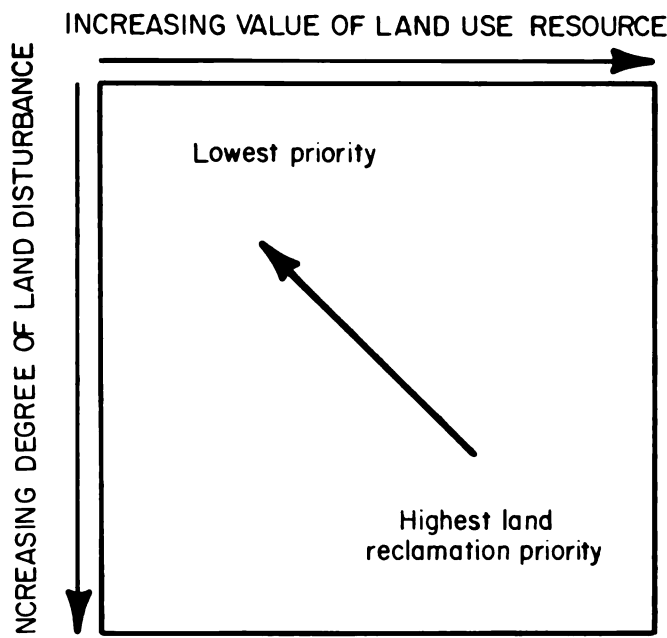 INCREASING VALUE OF LAND USE RESOURCE
NCREASING DEGREE OF LAND DISTURBANCE
Lowest priority
Highest land
reclamation priority